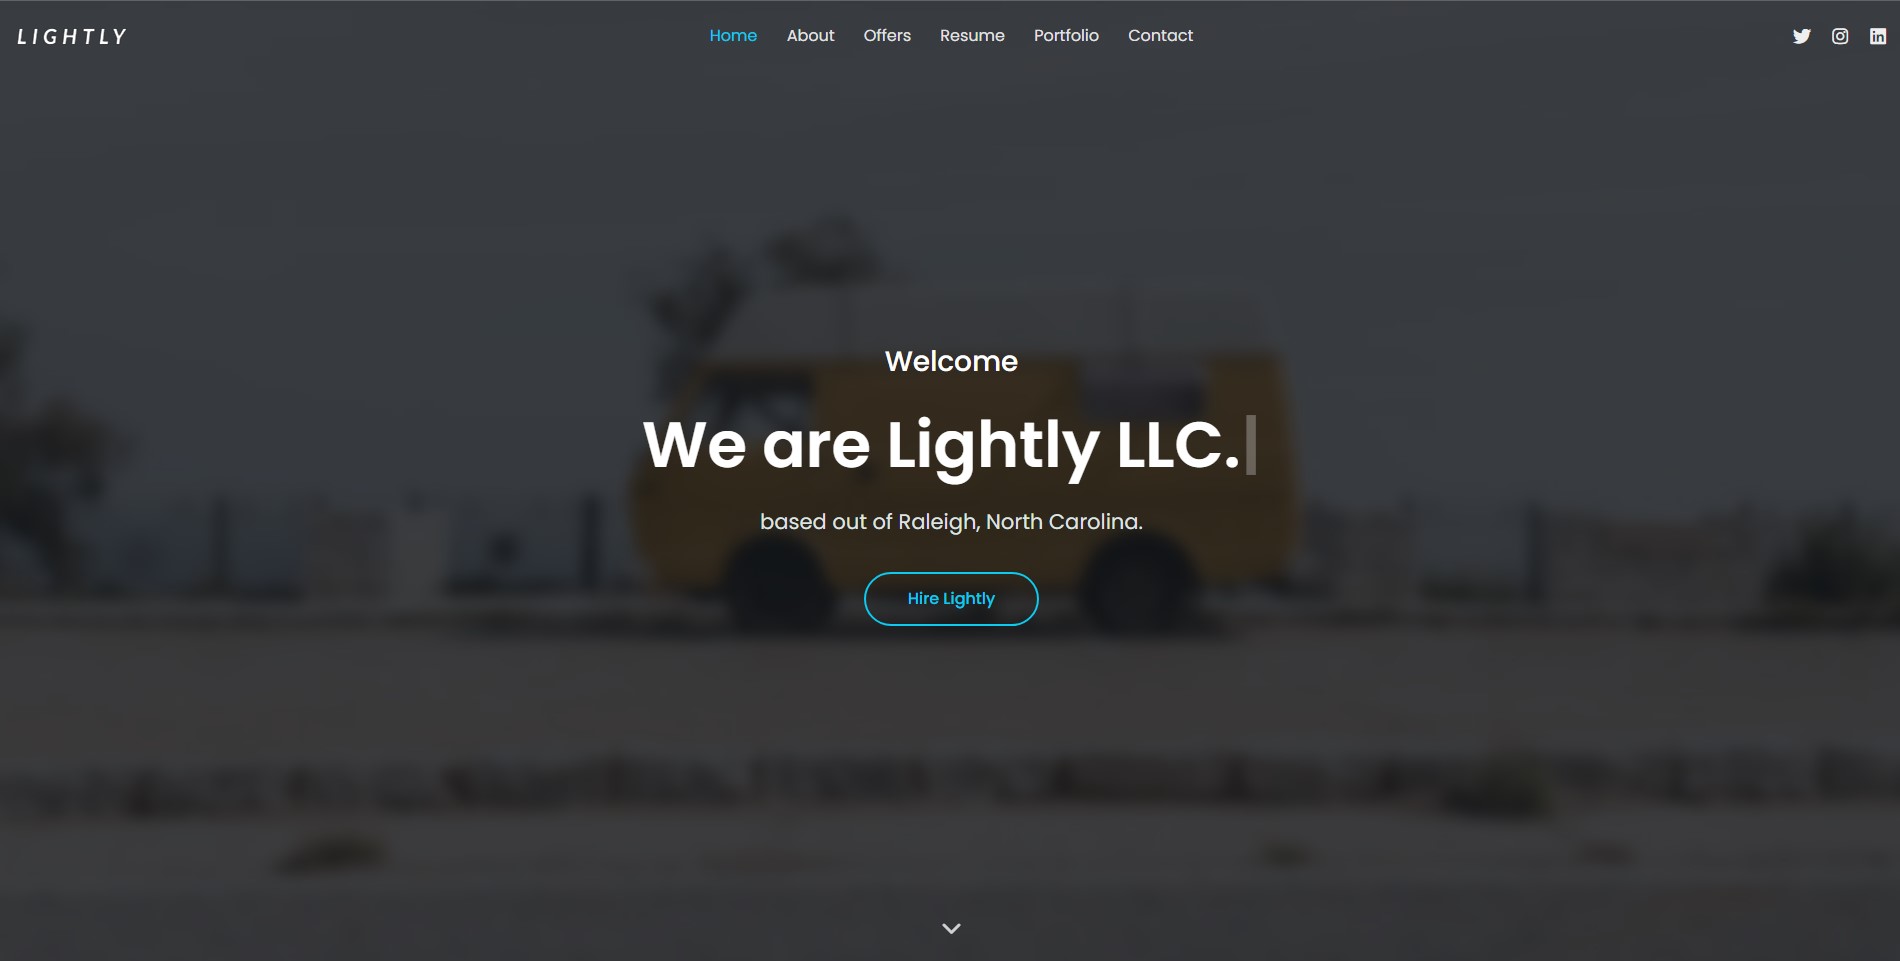 LIGHTLY
Home About Offers Resume Portfolio Contact
Welcome
We are Lightly LLC.
based out of Raleigh, North Carolina.
Hire Lightly